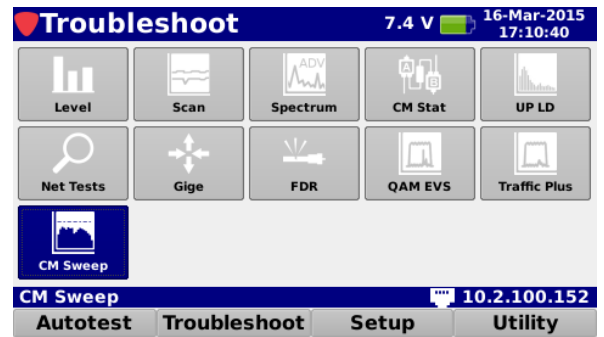 Troubleshoot 7.4 V 16-Mar-2015
17:10:40
ADV
A
B
Level Scan Spectrum CM Stat UP LD
Net Tests Gige FDR QAM EVS Traffic Plus
CM Sweep
CM Sweep 10.2.100.152
Autotest Troubleshoot Setup Utility